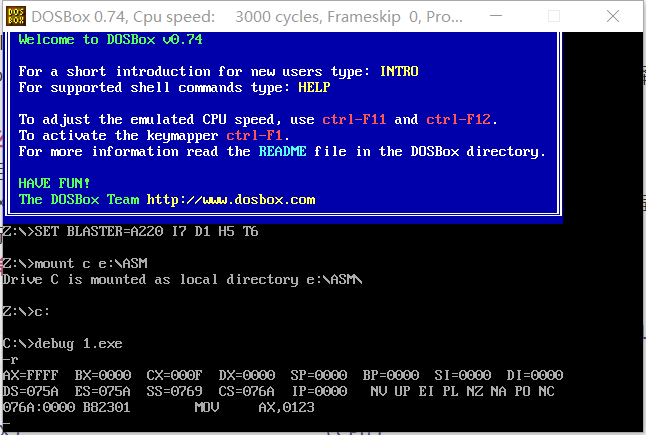 DOS BOX
DOSBox 0.74, Cpu speed: 3000 cycles, Frameskip 0, Pro...
Welcome to DOSBox v0.74
For a short introduction for new users type: INTRO
For supported shell commands type: HELP
To adjust the emulated CPU speed, use ctrl-F11 and ctrl-F12.
To activate the keymapper ctrl-F1.
For more information read the README file in the DOSBox directory.
HAVE FUN!
The DOSBox Team http://www.dosbox.com
Z:\>SET BLASTER=A220 I7 D1 H5 T6
Z:\>mount c e:\ASM
Drive C is mounted as local directory e:\ASM\
Z:\>c:
C:\>debug 1.exe
-r
AX=FFFF BX=0000 CX=000F DX=0000 SP=0000 BP=0000 SI=0000 DI=0000
DS=075A ES=075A SS=0769 CS=076A IP=0000 NV UP EI PL NZ NA PO NC
076A:0000 B82301 MOV AX,0123
-